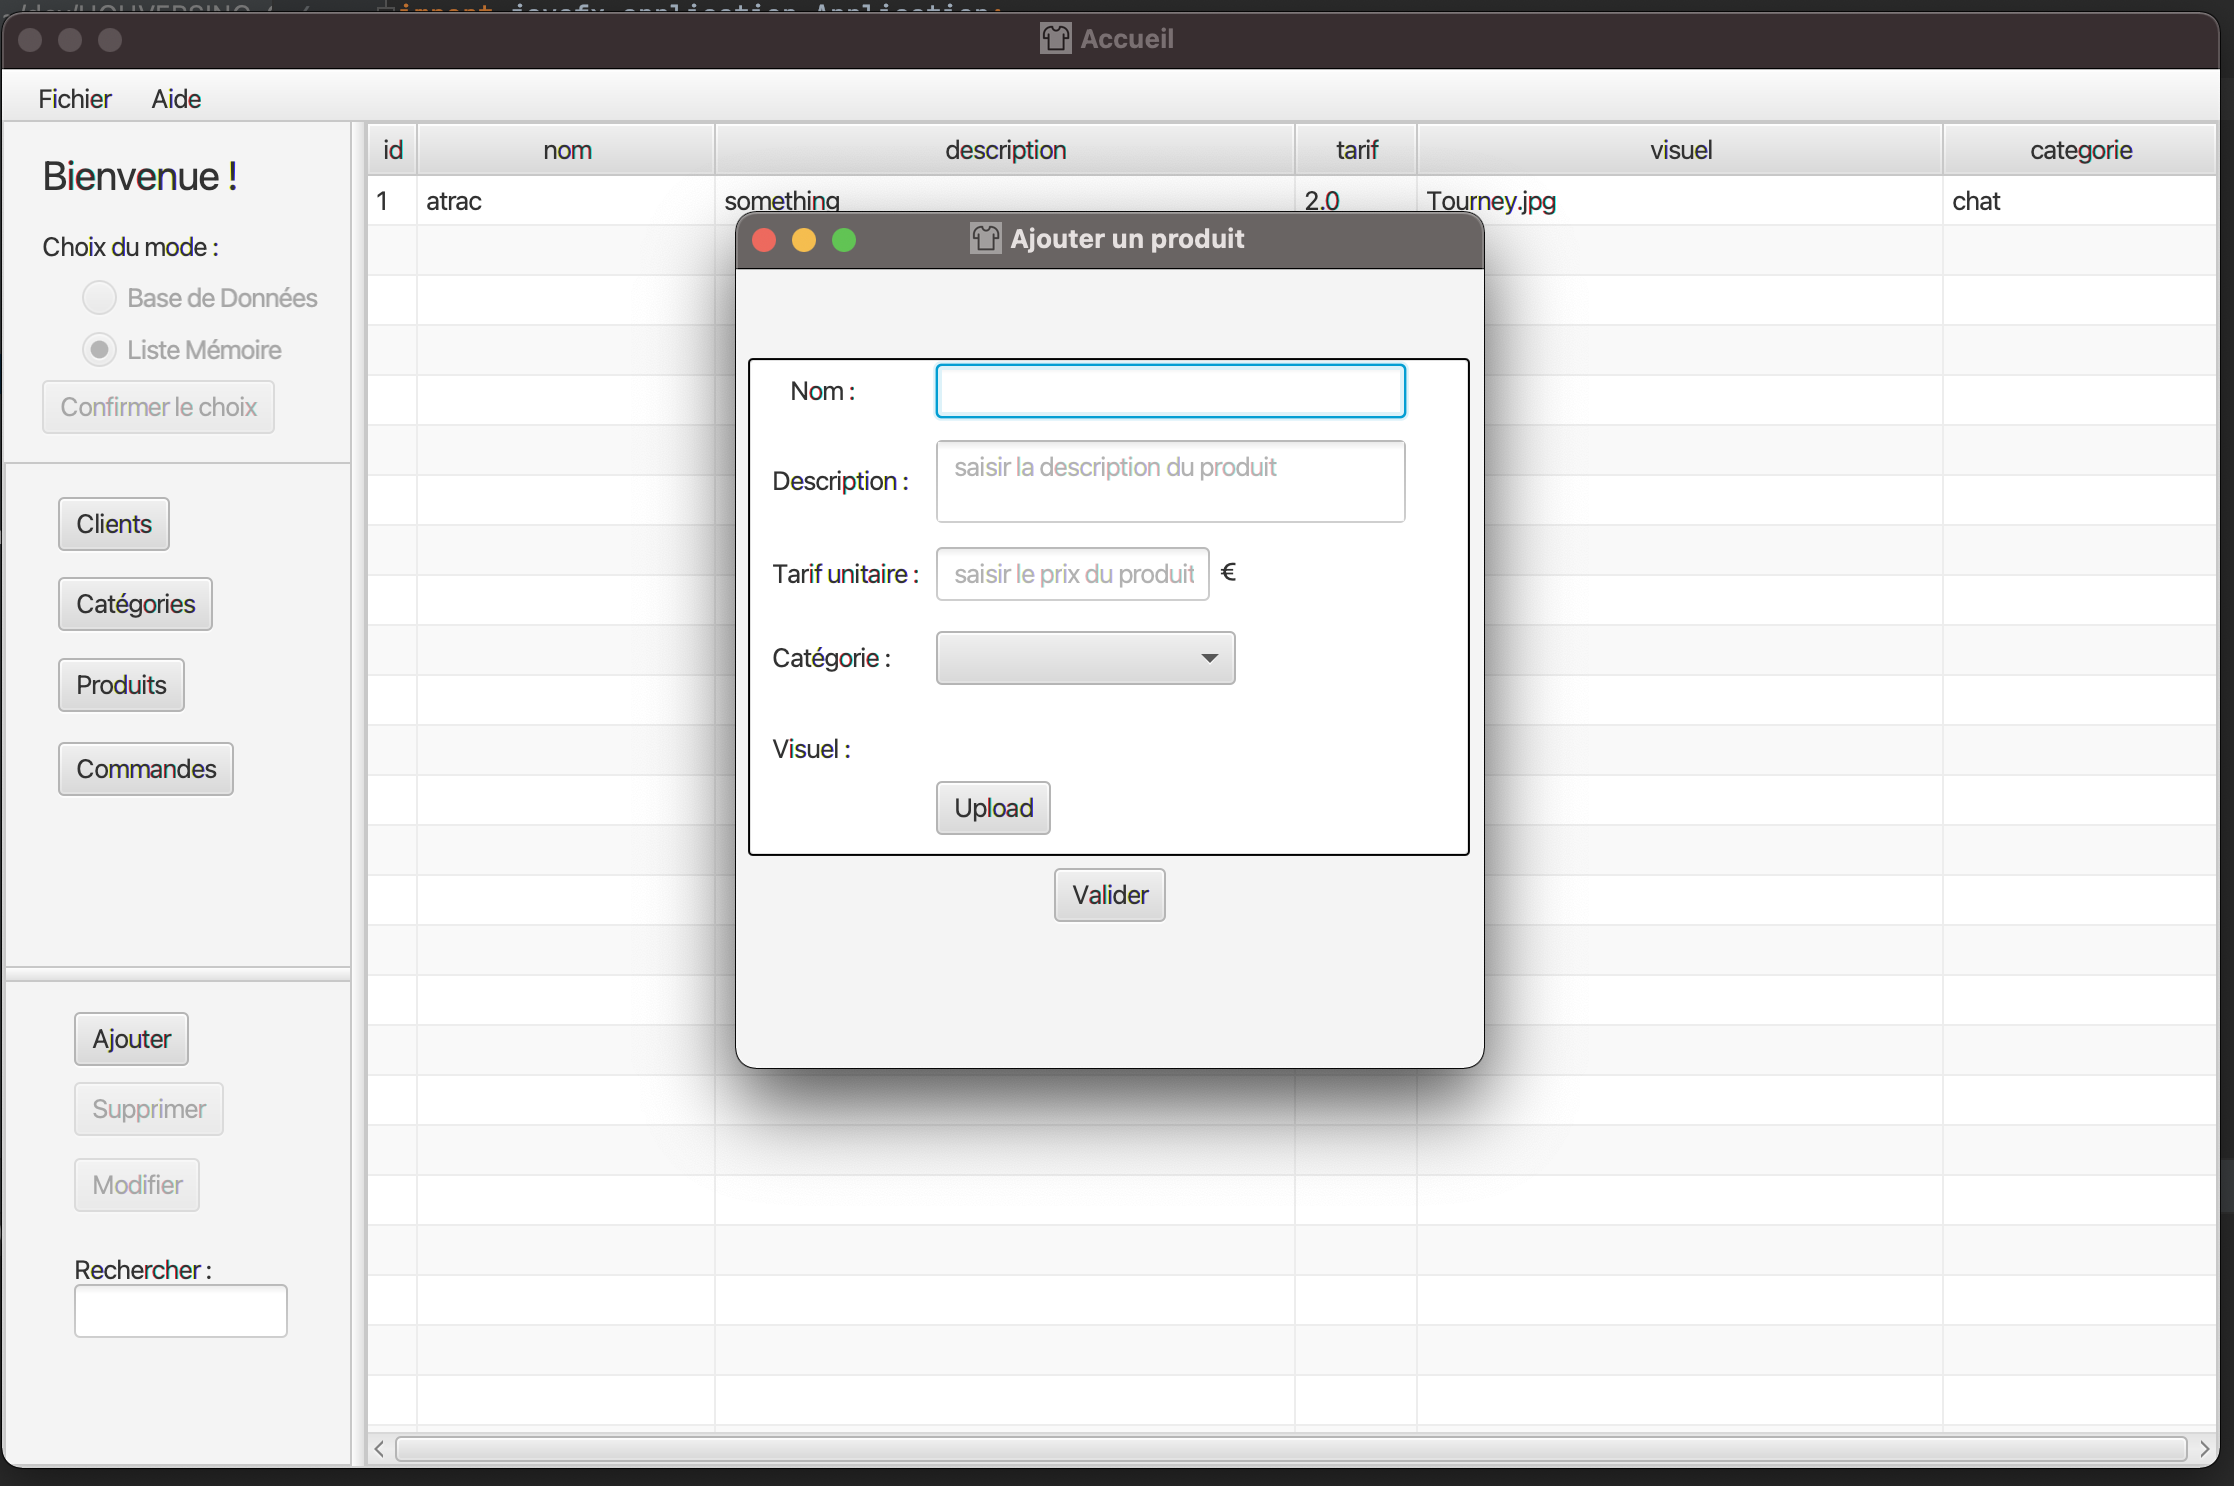 import javafx.application.Application;
Accueil
Fichier Aide
Bienvenue !
Choix du mode :
Base de Données
Liste Mémoire
Confirmer le choix
Clients
Catégories
Produits
Commandes
Ajouter
Supprimer
Modifier
Rechercher :
id nom description tarif visuel categorie
1 atrac something 2.0 Tourney.jpg chat
Ajouter un produit
Nom :
Description : saisir la description du produit
Tarif unitaire : saisir le prix du produit €
Catégorie :
Visuel :
Upload
Valider